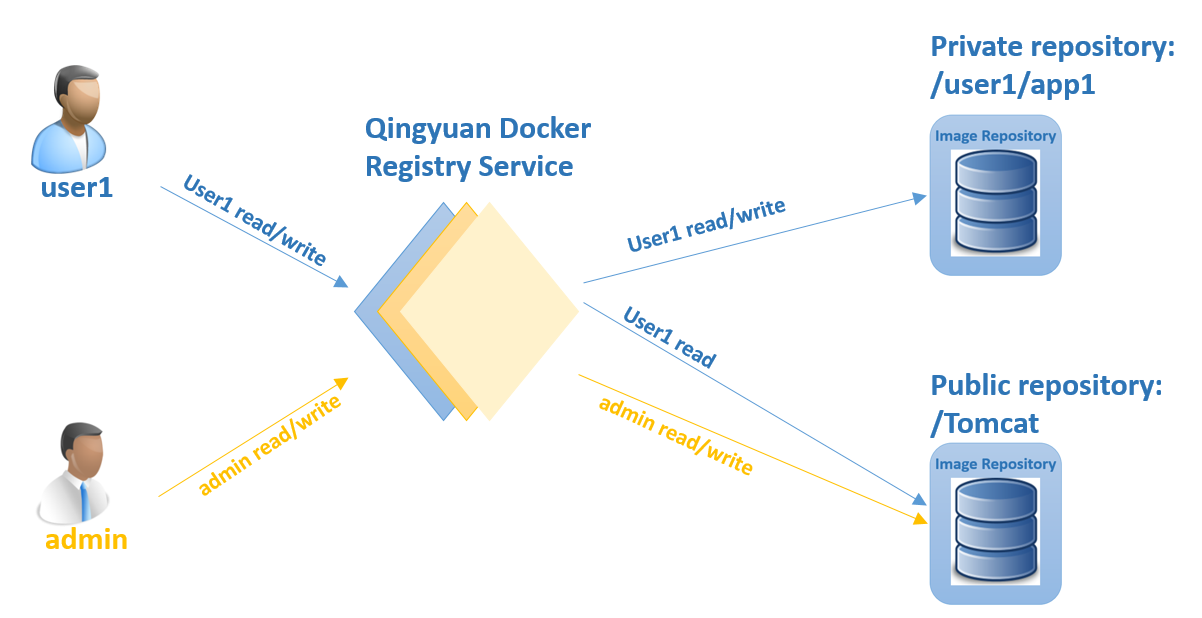 Private repository:
/user1/app1
Image Repository
Qingyuan Docker
Registry Service
user1
User1 read/write
User1 read/write
User1 read
admin read/write
admin read/write
admin
Public repository:
/Tomcat
Image Repository